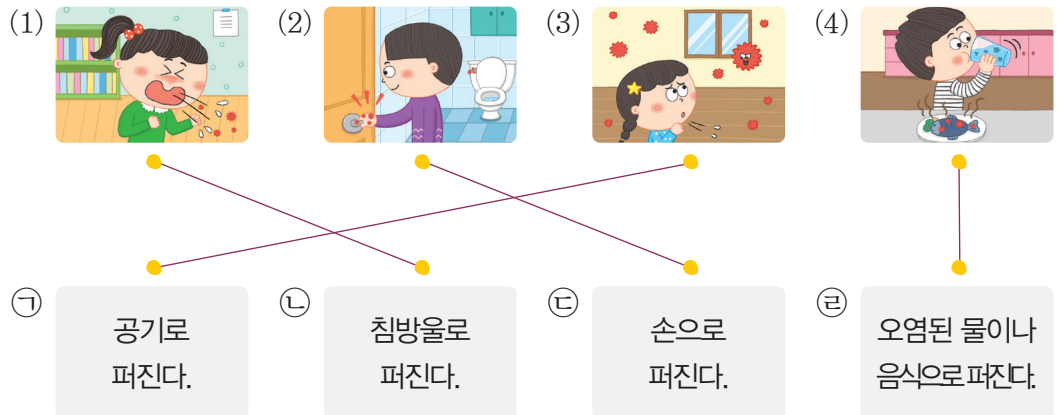 (1) (2) (3) (4)
㉠ ㉡ ㉢ ㉣
공기로
퍼진다.
침방울로
퍼진다.
손으로
퍼진다.
오염된 물이나
음식으로 퍼진다.